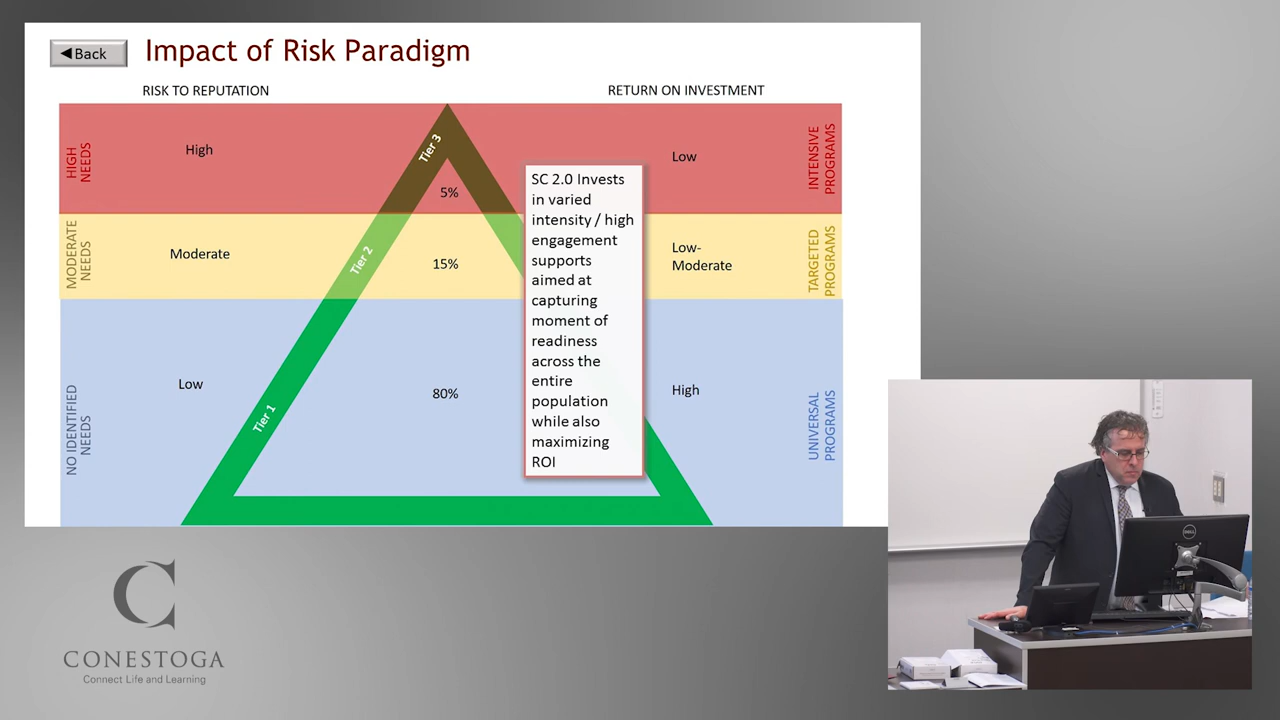 ◀Back
Impact of Risk Paradigm
RISK TO REPUTATION
RETURN ON INVESTMENT
HIGH
NEEDS
High
Tier 3
5%
Low
INTENSIVE
PROGRAMS
MODERATE
NEEDS
Moderate
Tier 2
15%
Low-
Moderate
TARGETED
PROGRAMS
NO IDENTIFIED
NEEDS
Low
Tier 1
80%
High
UNIVERSAL
PROGRAMS
SC 2.0 Invests
in varied
intensity / high
engagement
supports
aimed at
capturing
moment of
readiness
across the
entire
population
while also
maximizing
ROI
C
CONESTOGA
Connect Life and Learning
DELL